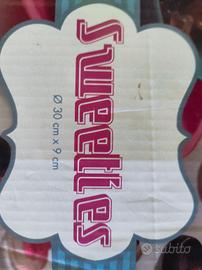 sweeties
Ø 30 cm x 9 cm
subito